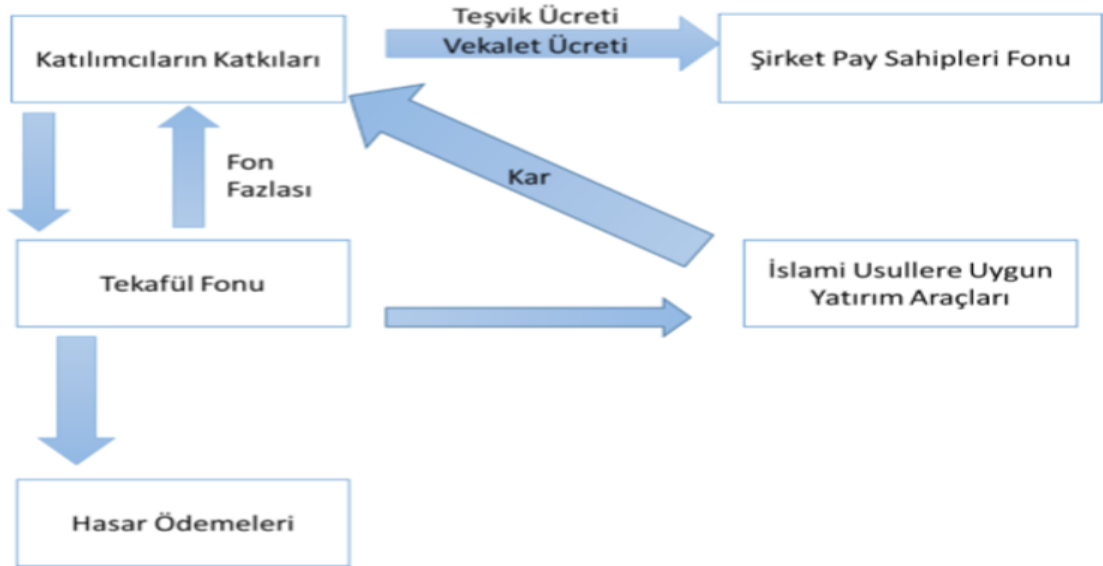 Teşvik Ücreti
Katılımcıların Katkıları
Vekalet Ücreti
Şirket Pay Sahipleri Fonu
Fon
Fazlası
Kar
Tekafül Fonu
İslami Usullere Uygun
Yatırım Araçları
Hasar Ödemeleri